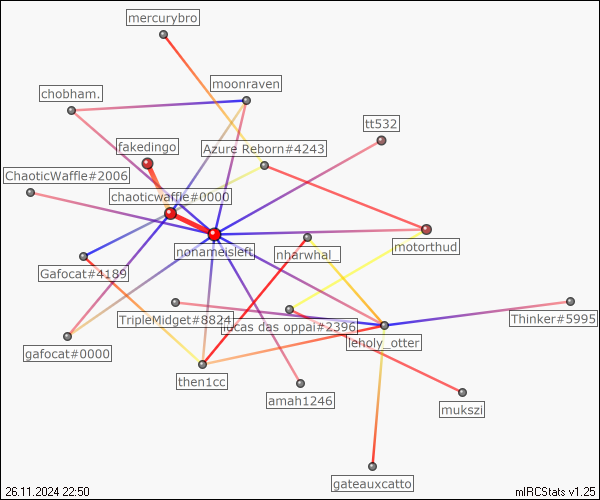 mercurybro
moonraven
chobham.
tt532
fakedingo
Azure Reborn#4243
ChaoticWaffle#2006
chaoticwaffle#0000
motorthud
nonameisleft
nharwhal_
Gafocat#4189
TripleMidget#8824
lucas das oppai#2396
Thinker#5995
leholy_otter
gafocat#0000
then1cc
amah1246
mukszi
gateauxcatto
26.11.2024 22:50
mIRCStats v1.25